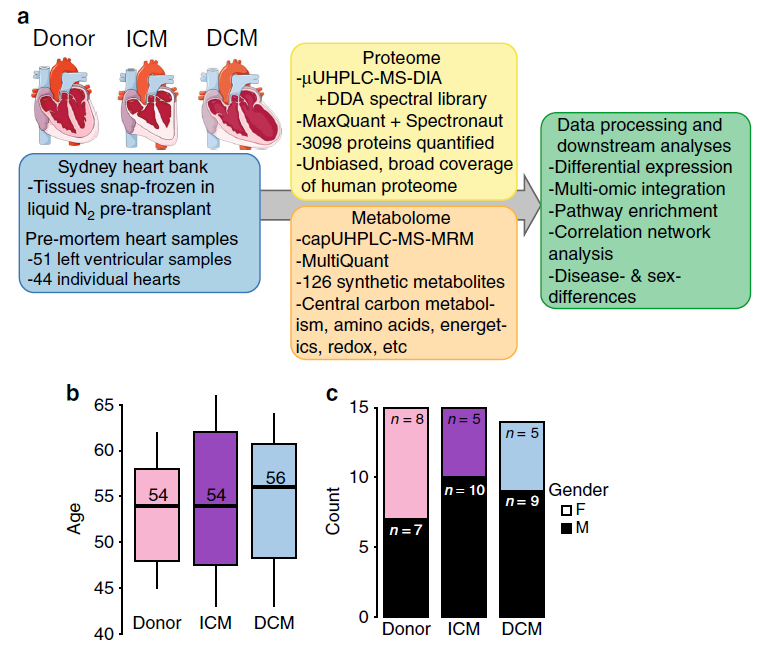 a
Donor ICM DCM
Sydney heart bank
-Tissues snap-frozen in
liquid N2 pre-transplant
Pre-mortem heart samples
-51 left ventricular samples
-44 individual hearts
Proteome
-μUHPLC-MS-DIA
+DDA spectral library
-MaxQuant + Spectronaut
-3098 proteins quantified
-Unbiased, broad coverage
of human proteome
Metabolome
-capUHPLC-MS-MRM
-MultiQuant
-126 synthetic metabolites
-Central carbon metabol-
ism, amino acids, energet-
ics, redox, etc
Data processing and
downstream analyses
-Differential expression
-Multi-omic integration
-Pathway enrichment
-Correlation network
analysis
-Disease- & sex-
differences
b
Age
65
60
55
50
45
40
54
54
56
Donor ICM DCM
c
Count
15
10
5
0
n = 8
n = 5
n = 5
n = 7
n = 10
n = 9
Donor ICM DCM
Gender
F
M